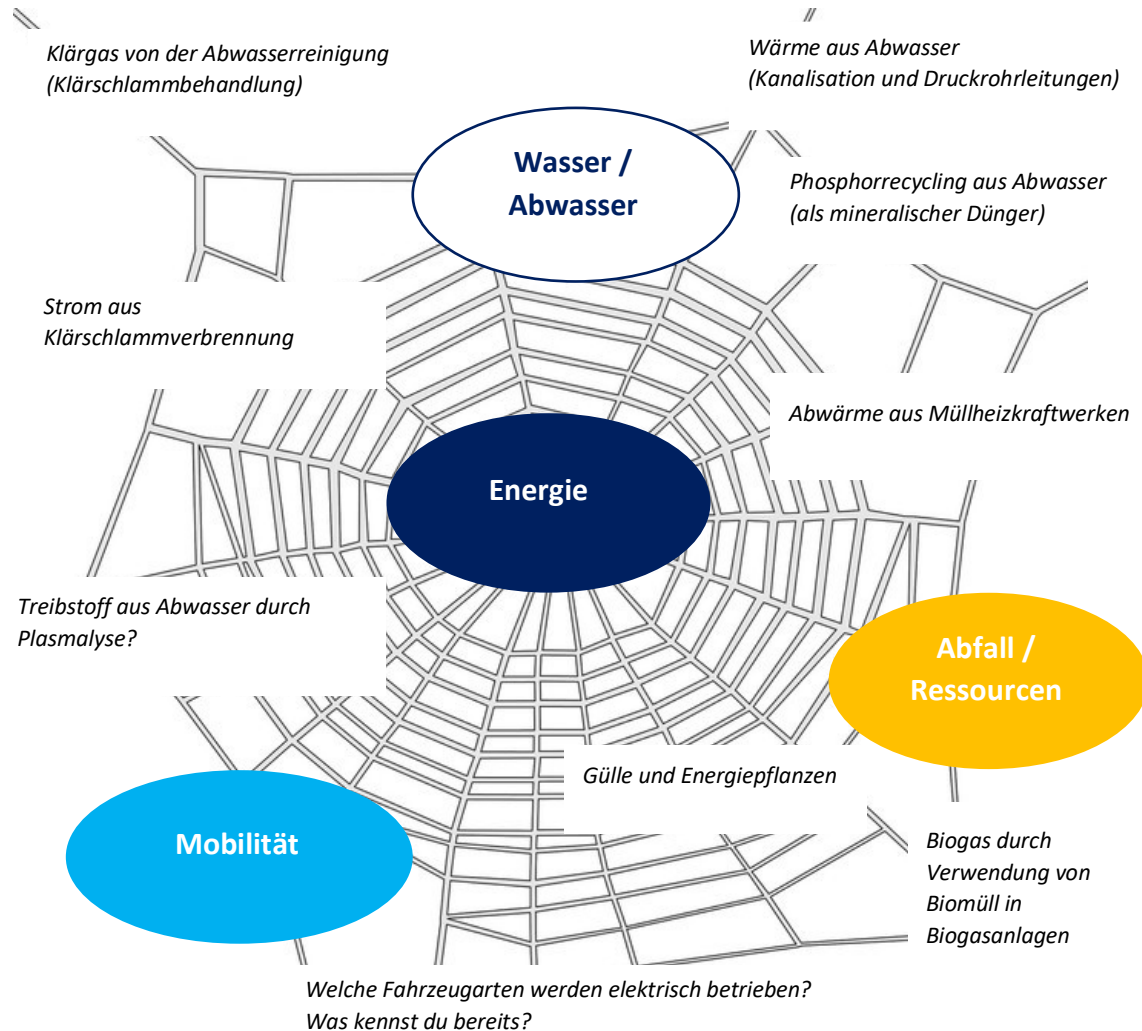 Klärgas von der Abwasserreinigung
(Klärschlammbehandlung)
Wärme aus Abwasser
(Kanalisation und Druckrohrleitungen)
Wasser /
Abwasser
Phosphorrecycling aus Abwasser
(als mineralischer Dünger)
Strom aus
Klärschlammverbrennung
Abwärme aus Müllheizkraftwerken
Energie
Treibstoff aus Abwasser durch
Plasmalyse?
Abfall /
Ressourcen
Gülle und Energiepflanzen
Mobilität
Biogas durch
Verwendung von
Biomüll in
Biogasanlagen
Welche Fahrzeugarten werden elektrisch betrieben?
Was kennst du bereits?